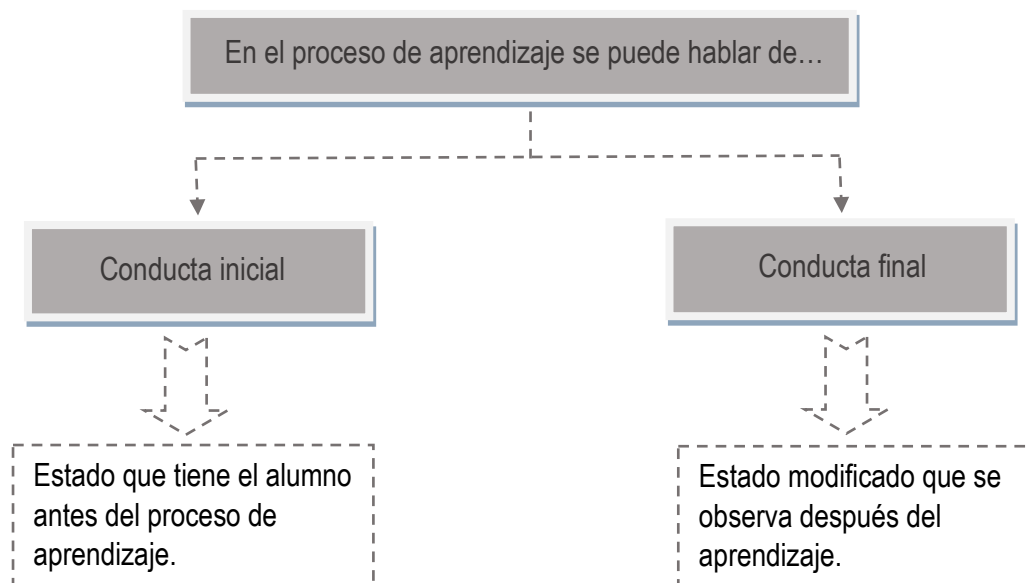 En el proceso de aprendizaje se puede hablar de…
Conducta inicial
Conducta final
Estado que tiene el alumno
antes del proceso de
aprendizaje.
Estado modificado que se
observa después del
aprendizaje.